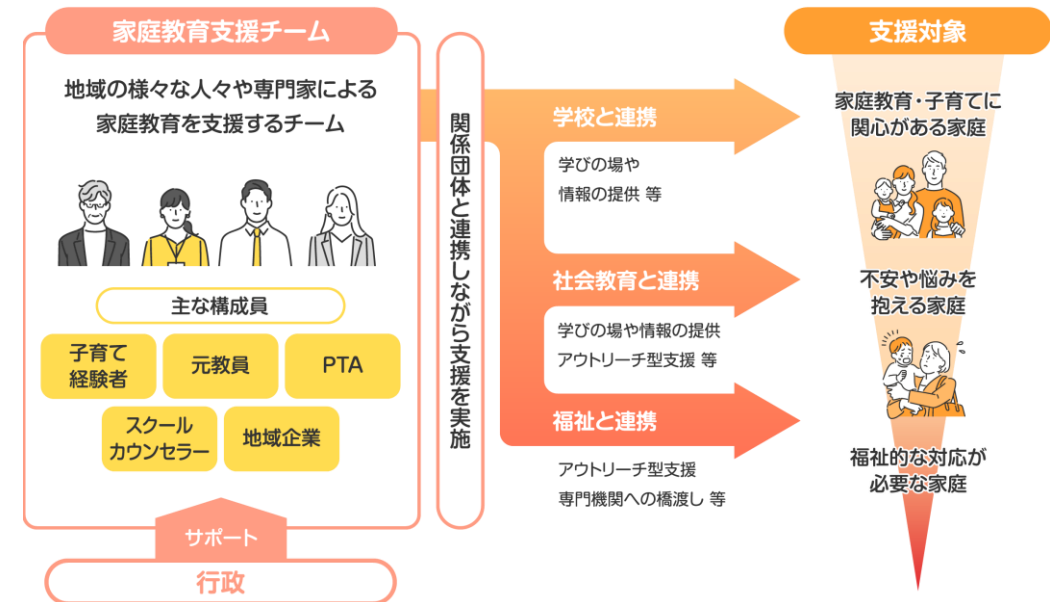 家庭教育支援チーム
地域の様々な人々や専門家による
家庭教育を支援するチーム
主な構成員
子育て
経験者
元教員
PTA
スクール
カウンセラー
地域企業
サポート
行政
関係団体と連携しながら支援を実施
学校と連携
学びの場や
情報の提供 等
社会教育と連携
学びの場や情報の提供
アウトリーチ型支援 等
福祉と連携
アウトリーチ型支援
専門機関への橋渡し 等
支援対象
家庭教育・子育てに
関心がある家庭
不安や悩みを
抱える家庭
福祉的な対応が
必要な家庭